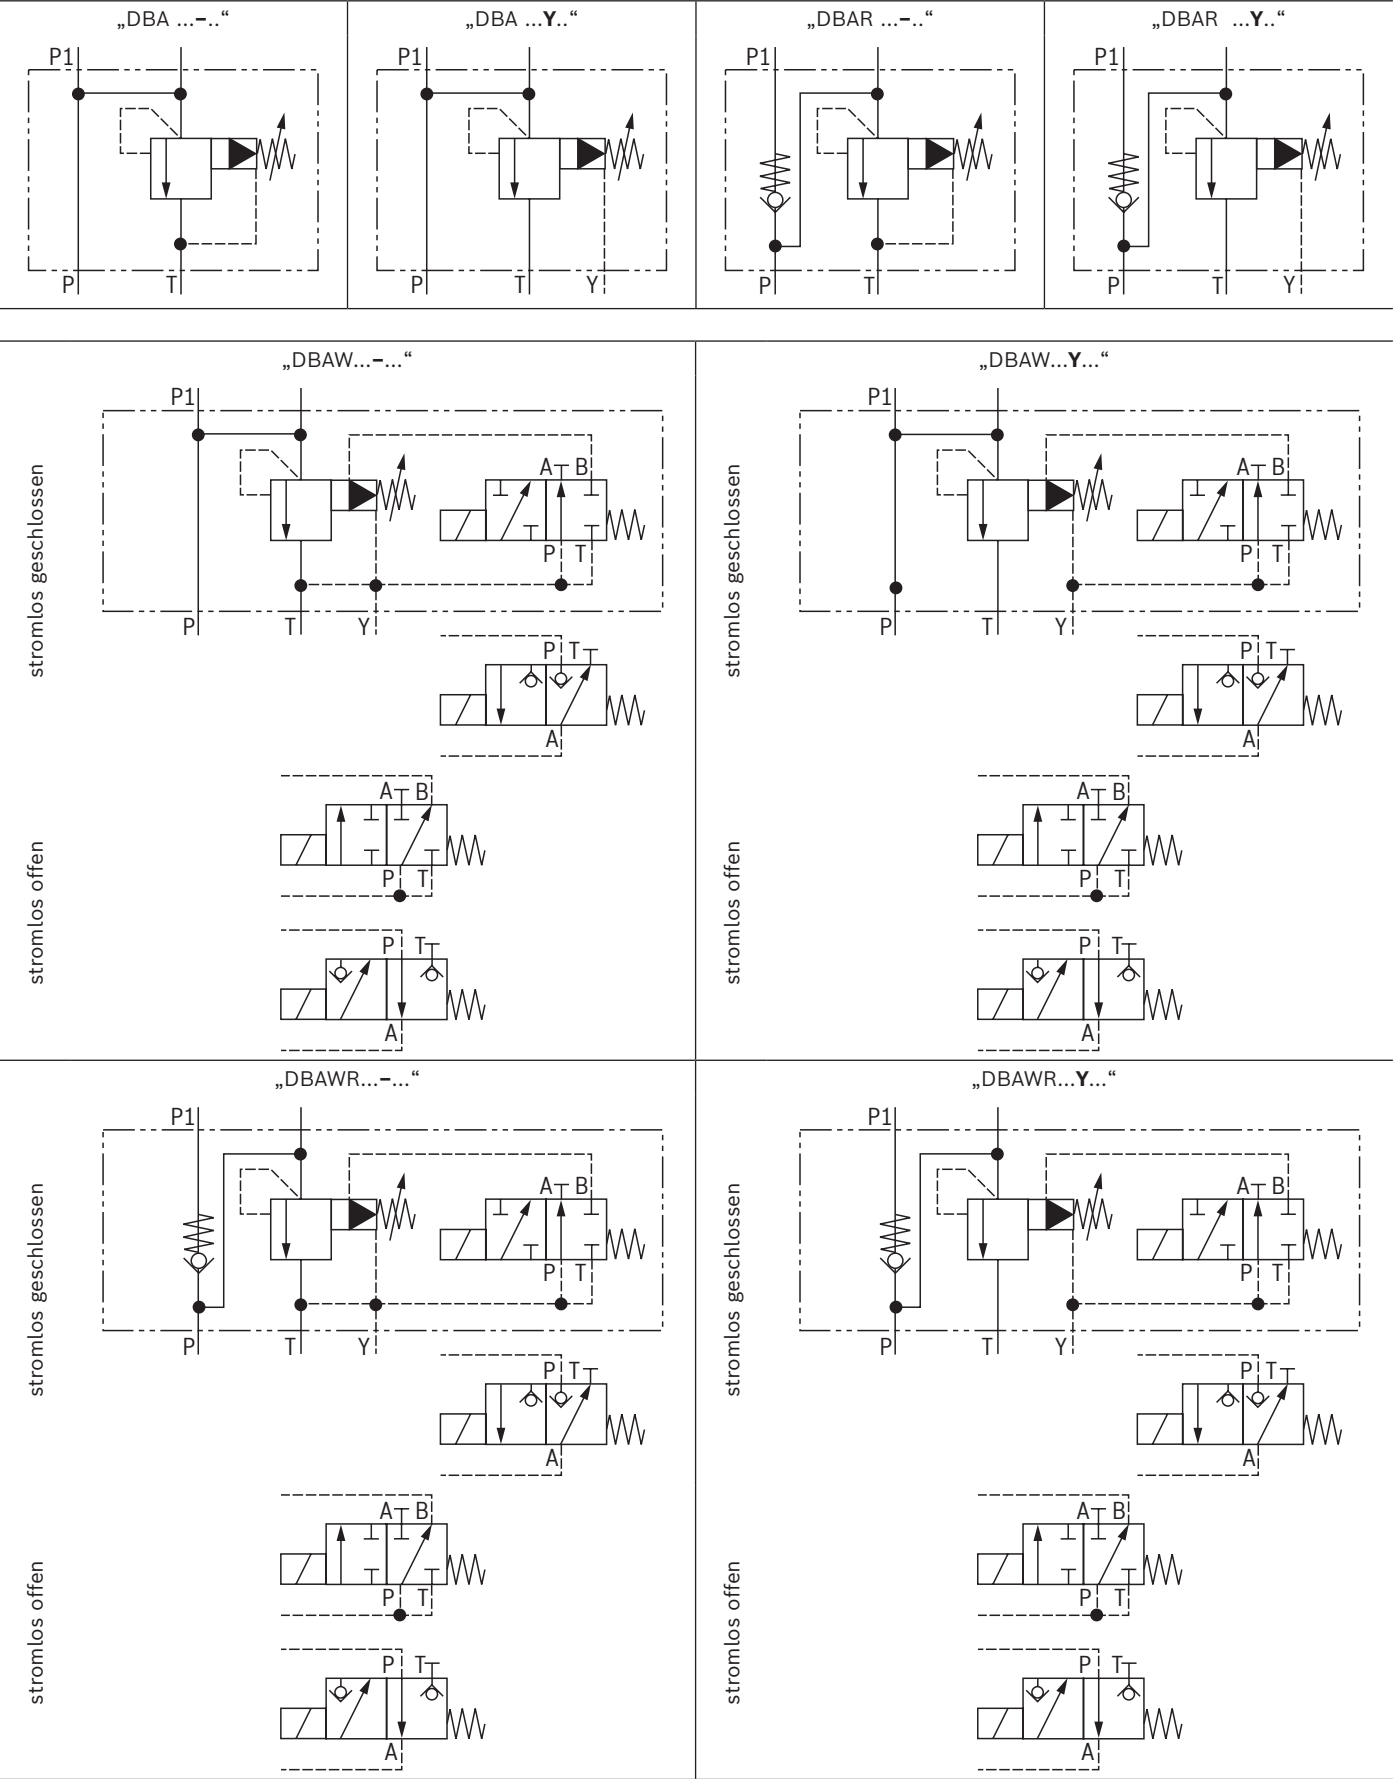 „DBA ...–..“ „DBA ...Y..“ „DBAR ...–..“ „DBAR ...Y..“
P1 P1 P1 P1
P T P T Y P T P T Y
„DBAW...–...“ „DBAW...Y...“
stromlos geschlossen
P1
A B
P T
P T Y
P T
A
stromlos offen
A B
P T
P T
A
stromlos geschlossen
P1
A B
P T
P T Y
P T
A
stromlos offen
A B
P T
P T
A
„DBAWR...–...“ „DBAWR...Y...“
stromlos geschlossen
P1
A B
P T
P T Y
P T
A
stromlos offen
A B
P T
P T
A
stromlos geschlossen
P1
A B
P T
P T Y
P T
A
stromlos offen
A B
P T
P T
A